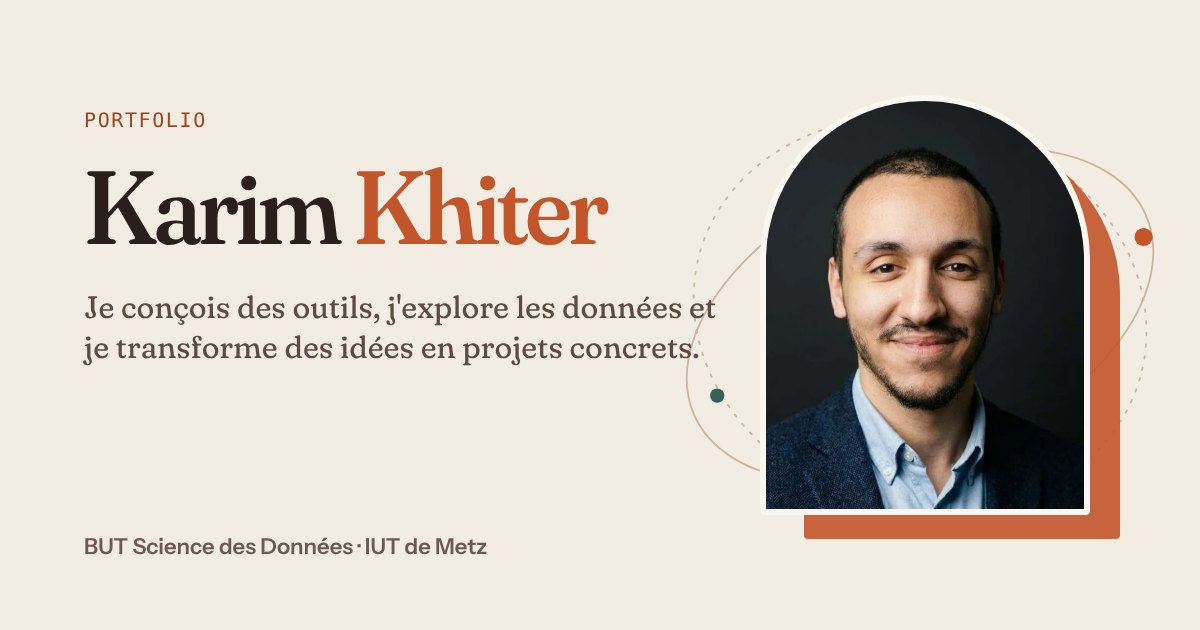 PORTFOLIO
Karim Khiter
Je conçois des outils, j'explore les données et
je transforme des idées en projets concrets.
BUT Science des Données · IUT de Metz